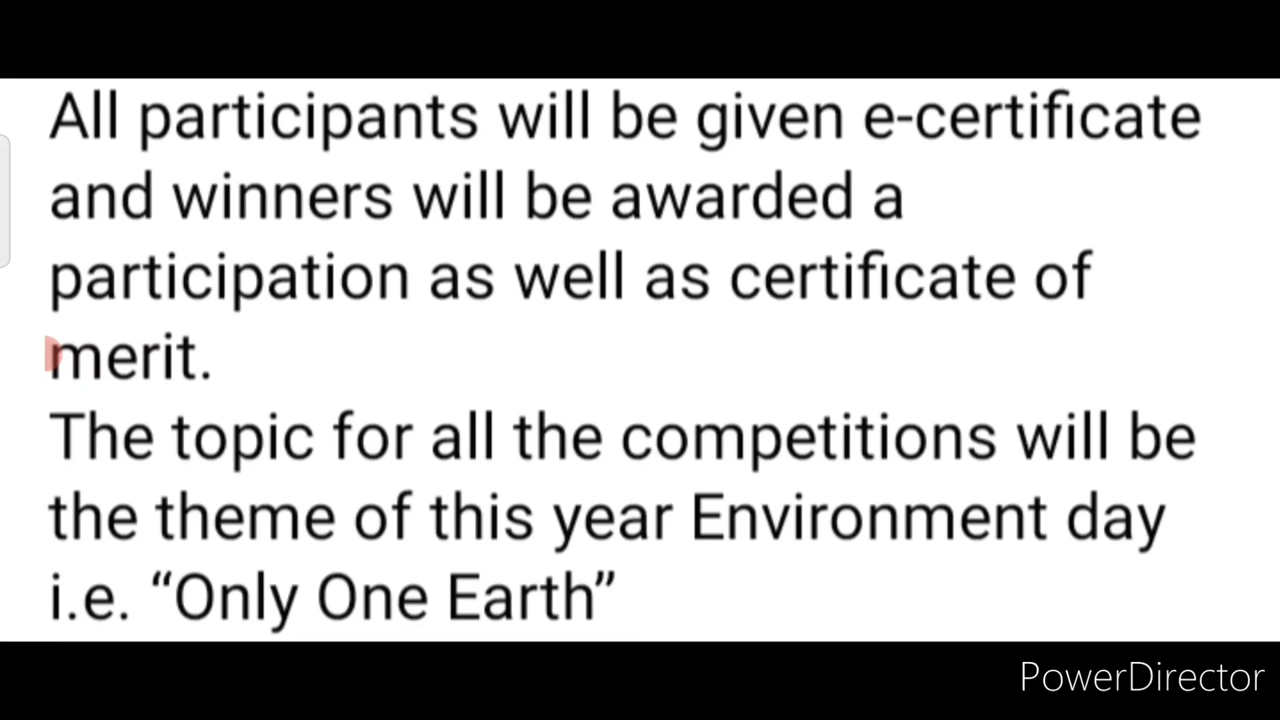 All participants will be given e-certificate
and winners will be awarded a
participation as well as certificate of
merit.
The topic for all the competitions will be
the theme of this year Environment day
i.e. “Only One Earth”
PowerDirector